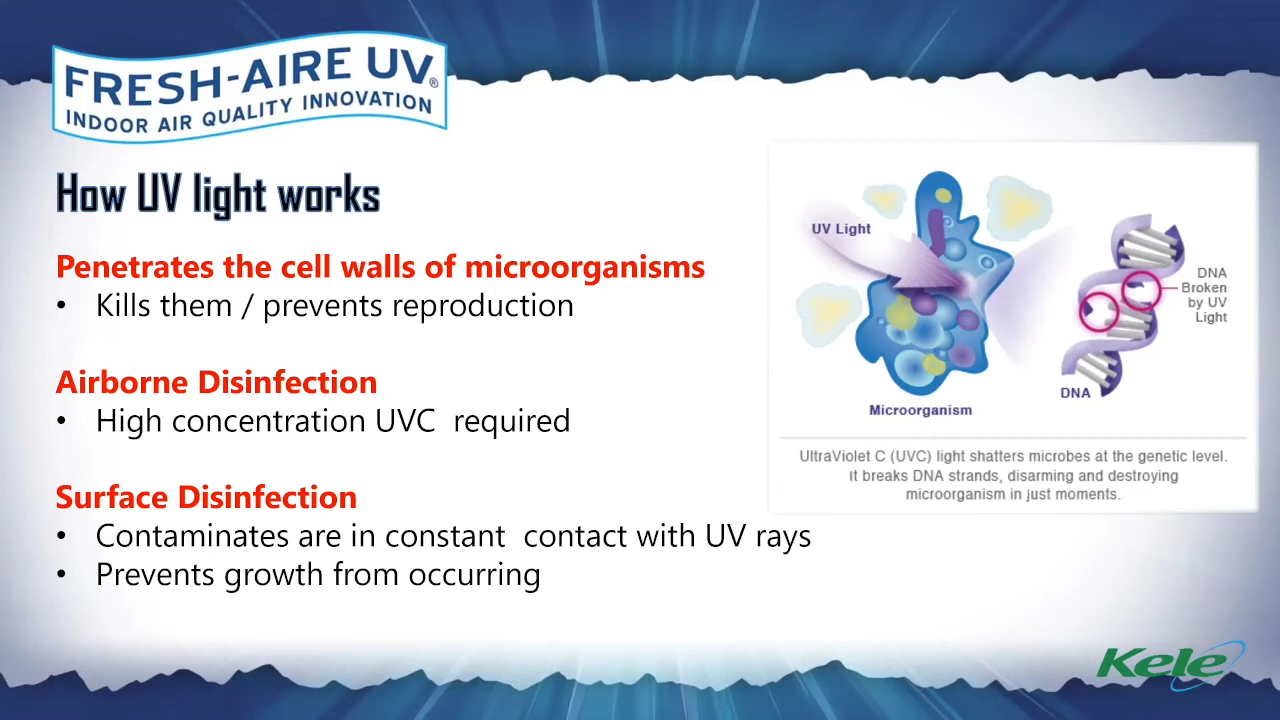 FRESH-AIRE UV®
INDOOR AIR QUALITY INNOVATION
How UV light works
Penetrates the cell walls of microorganisms
• Kills them / prevents reproduction
Airborne Disinfection
• High concentration UVC  required
Surface Disinfection
• Contaminates are in constant  contact with UV rays
• Prevents growth from occurring
UV Light
Microorganism
DNA
Broken
by UV
Light
DNA
UltraViolet C (UVC) light shatters microbes at the genetic level.
It breaks DNA strands, disarming and destroying
microorganism in just moments.
Kele